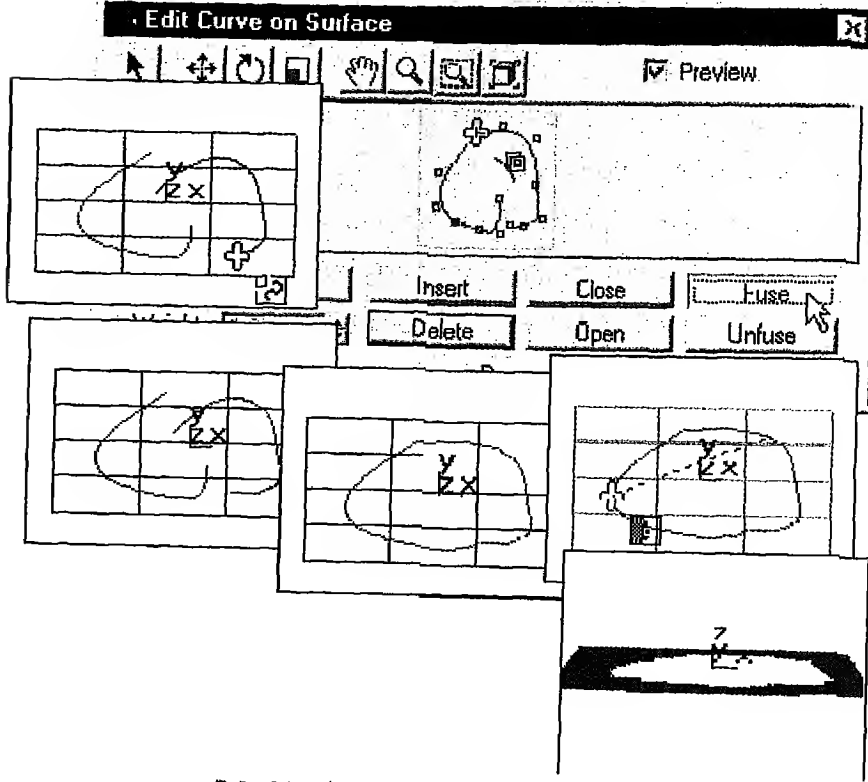 Edit Curve on Surface
Preview
Y
Z X
Insert
Close
Fuse
Delete
Open
Unfuse
Y
Z X
Y
Z X
Y
Z X
Z